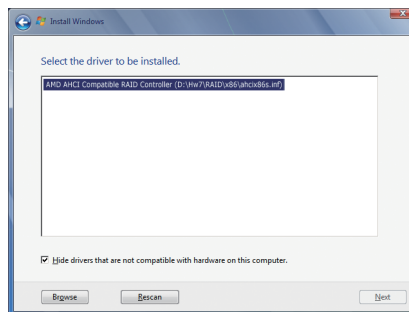 Install Windows
Select the driver to be installed.
AMD AHCI Compatible RAID Controller (D:\Hw7\RAID\x86\ahcix86s.inf)
Hide drivers that are not compatible with hardware on this computer.
Browse Rescan Next